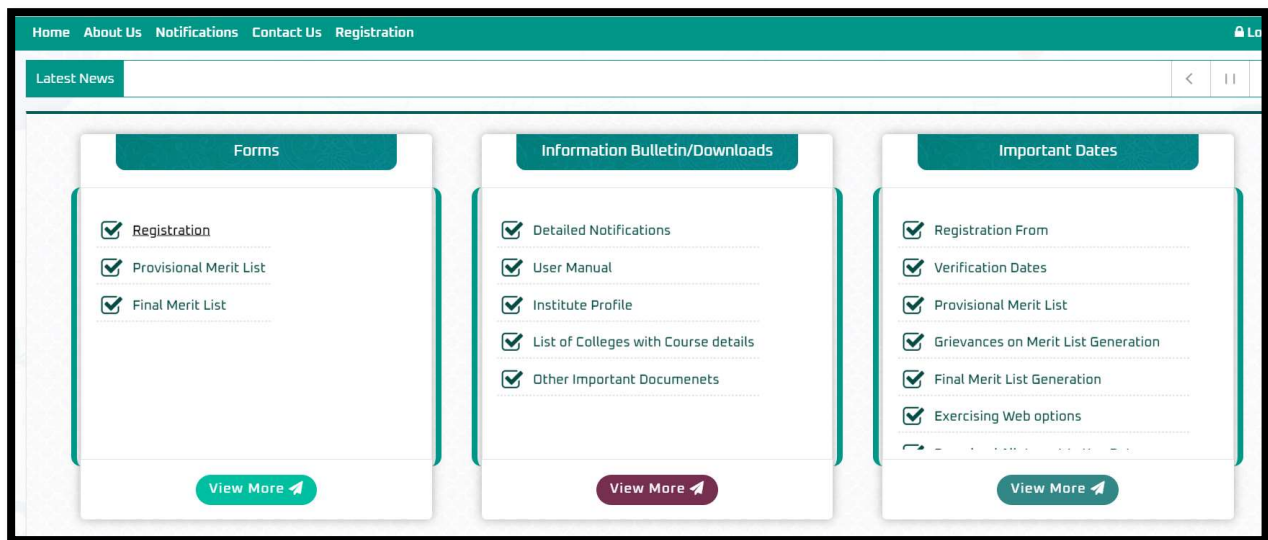 Home About Us Notifications Contact Us Registration
Latest News
Forms
Registration
Provisional Merit List
Final Merit List
View More
Information Bulletin/Downloads
Detailed Notifications
User Manual
Institute Profile
List of Colleges with Course details
Other Important Documenets
View More
Important Dates
Registration From
Verification Dates
Provisional Merit List
Grievances on Merit List Generation
Final Merit List Generation
Exercising Web options
View More